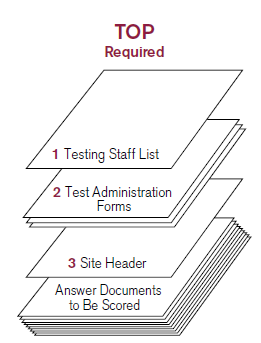 TOP
Required
1 Testing Staff List
2 Test Administration
Forms
3 Site Header
Answer Documents
to Be Scored